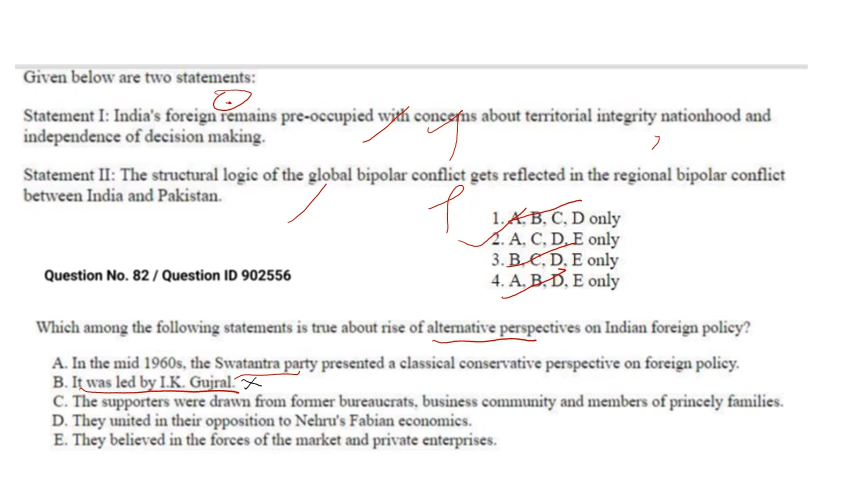 Given below are two statements:
Statement I: India's foreign remains pre-occupied with concerns about territorial integrity nationhood and
independence of decision making.
Statement II: The structural logic of the global bipolar conflict gets reflected in the regional bipolar conflict
between India and Pakistan.
1. A, B, C, D only
2. A, C, D, E only
3. B, C, D, E only
4. A, B, D, E only
Question No. 82 / Question ID 902556
Which among the following statements is true about rise of alternative perspectives on Indian foreign policy?
A. In the mid 1960s, the Swatantra party presented a classical conservative perspective on foreign policy.
B. It was led by I.K. Gujral.
C. The supporters were drawn from former bureaucrats, business community and members of princely families.
D. They united in their opposition to Nehru's Fabian economics.
E. They believed in the forces of the market and private enterprises.